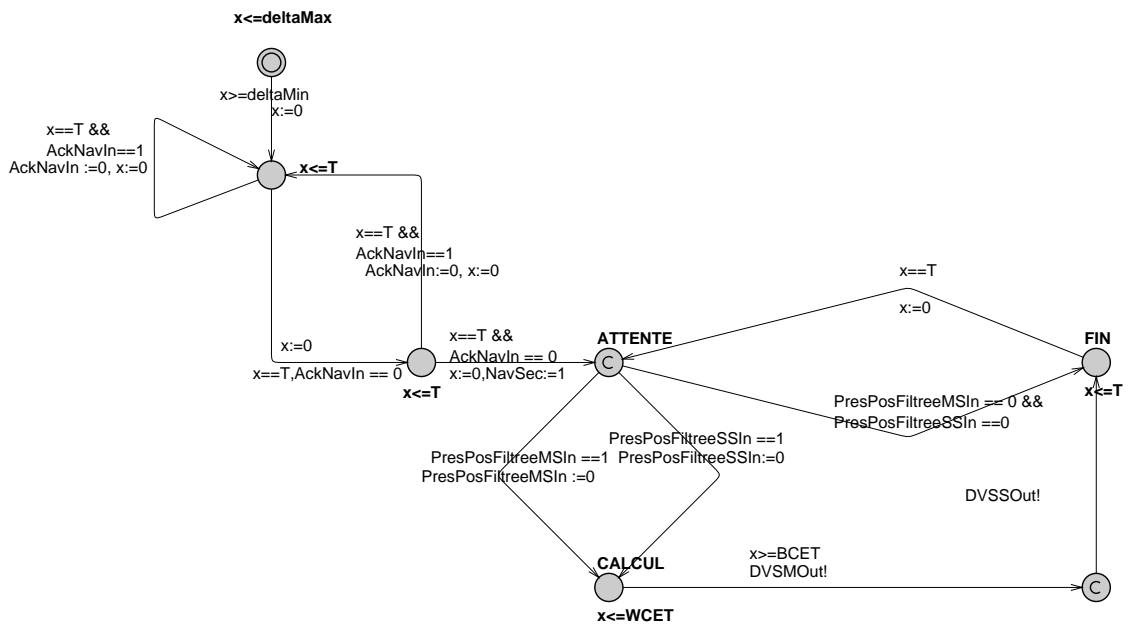 x<=deltaMax
x>=deltaMin
x:=0
x==T &&
AckNavIn==1
AckNavIn :=0, x:=0
x<=T
x==T &&
AckNavIn==1
AckNavIn:=0, x:=0
x==T
x:=0
x:=0
x==T,AckNavIn == 0
x<=T
x==T &&
AckNavIn == 0
x:=0,NavSec:=1
ATTENTE
C
FIN
x<=T
PresPosFiltreeMSIn == 0 &&
PresPosFiltreeSSIn ==0
PresPosFiltreeSSIn ==1
PresPosFiltreeSSIn:=0
PresPosFiltreeMSIn ==1
PresPosFiltreeMSIn :=0
DVSSOut!
CALCUL
x<=WCET
x>=BCET
DVSMOut!
C